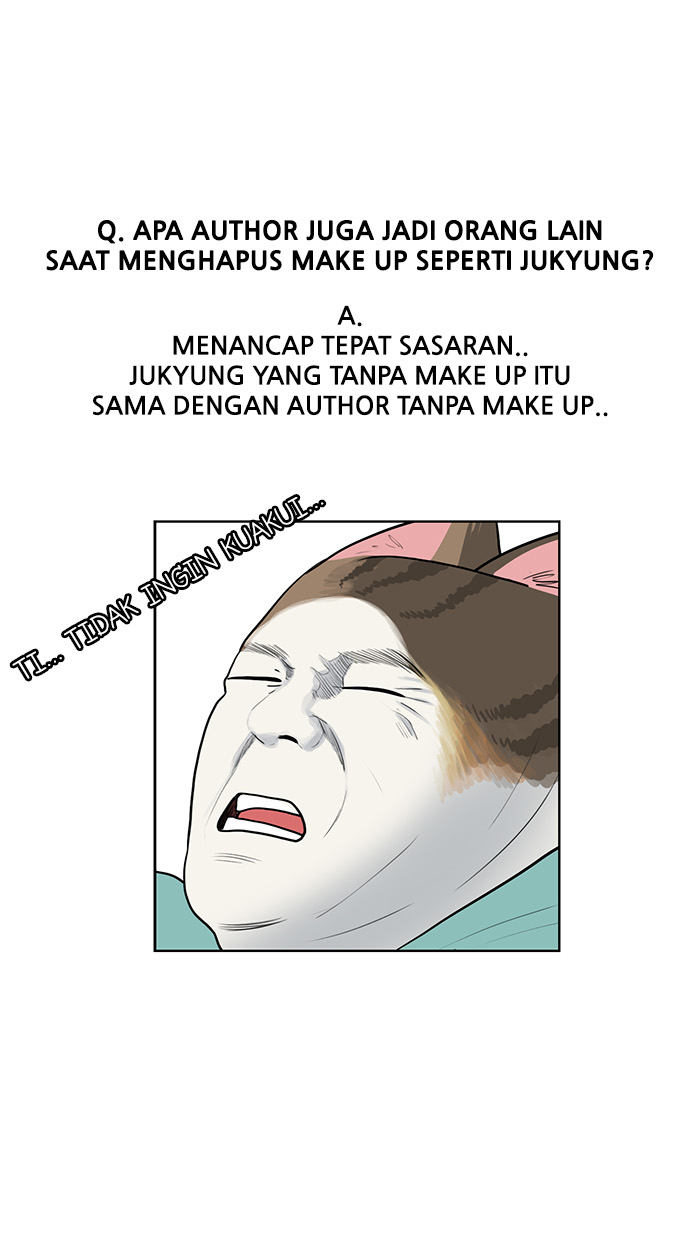 Q. APA AUTHOR JUGA JADI ORANG LAIN
SAAT MENGHAPUS MAKE UP SEPERTI JUKYUNG?
A.
MENANCAP TEPAT SASARAN..
JUKYUNG YANG TANPA MAKE UP ITU
SAMA DENGAN AUTHOR TANPA MAKE UP..
TI... TIDAK INGIN KUAKUI...